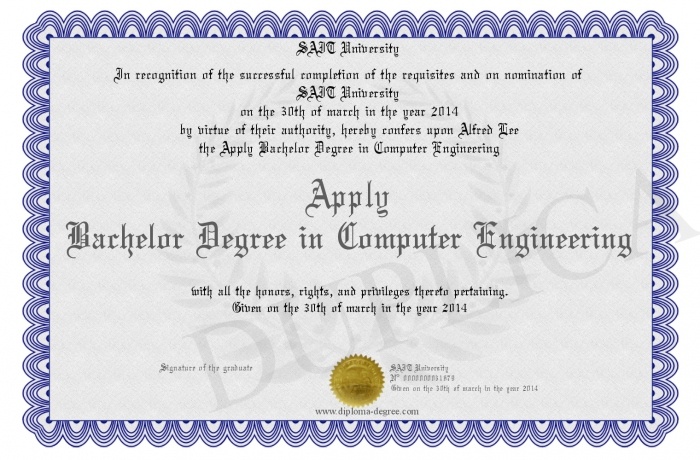 SAIT University
In recognition of the successful completion of the requisites and on nomination of
SAIT University
on the 30th of march in the year 2014
by virtue of their authority, hereby confers upon Alfred Lee
the Apply Bachelor Degree in Computer Engineering
Apply
Bachelor Degree in Computer Engineering
with all the honors, rights, and privileges thereto pertaining.
Given on the 30th of march in the year 2014
Signature of the graduate
SAIT University
Given on the 30th of march in the year 2014
www.diploma-degree.com
DUPLICA